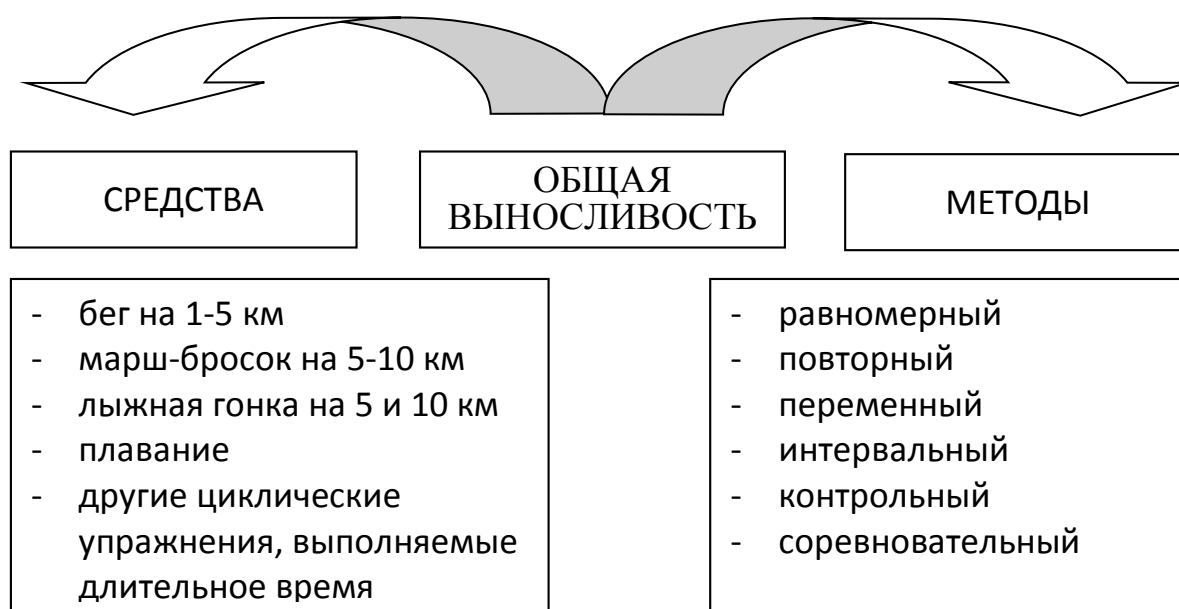 СРЕДСТВА
ОБЩАЯ
ВЫНОСЛИВОСТЬ
МЕТОДЫ
- бег на 1-5 км
- марш-бросок на 5-10 км
- лыжная гонка на 5 и 10 км
- плавание
- другие циклические
упражнения, выполняемые
длительное время
- равномерный
- повторный
- переменный
- интервальный
- контрольный
- соревновательный